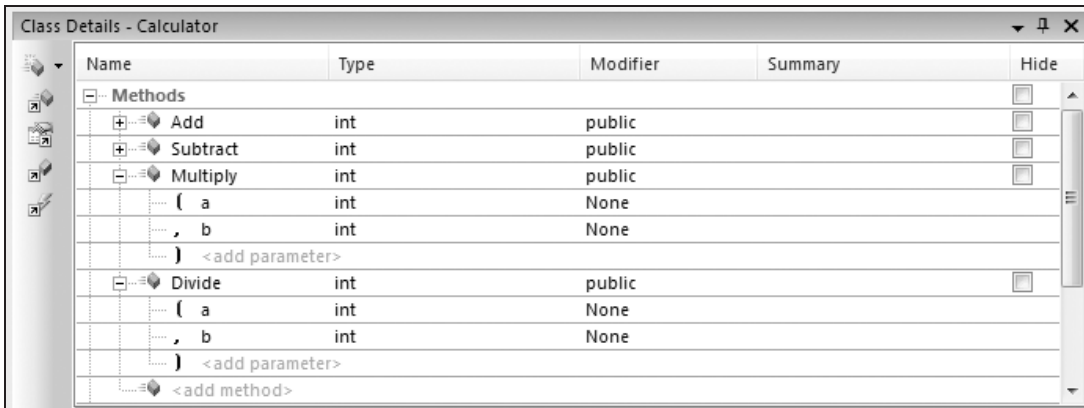 Class Details - Calculator
Name Type Modifier Summary Hide
Methods
Add int public
Subtract int public
Multiply int public
( a int None
, b int None
) <add parameter>
Divide int public
( a int None
, b int None
) <add parameter>
<add method>